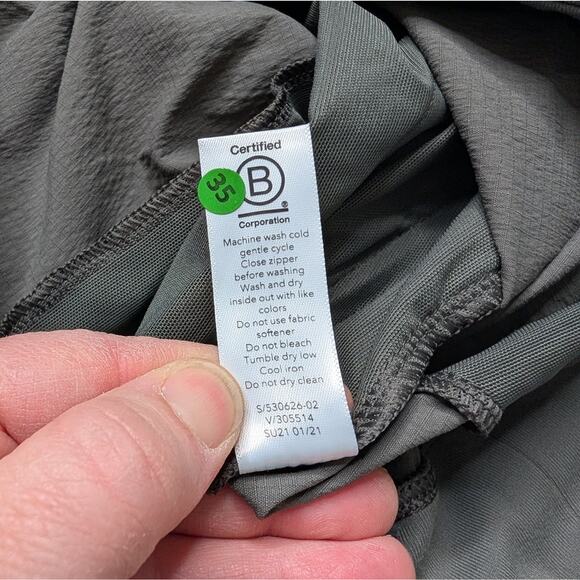 Certified
35
B
®
Corporation
Machine wash cold
gentle cycle
Close zipper
before washing
Wash and dry
inside out with like
colors
Do not use fabric
softener
Do not bleach
Tumble dry low
Cool iron
Do not dry clean
S/530626-02
V/305514
SU21 01/21